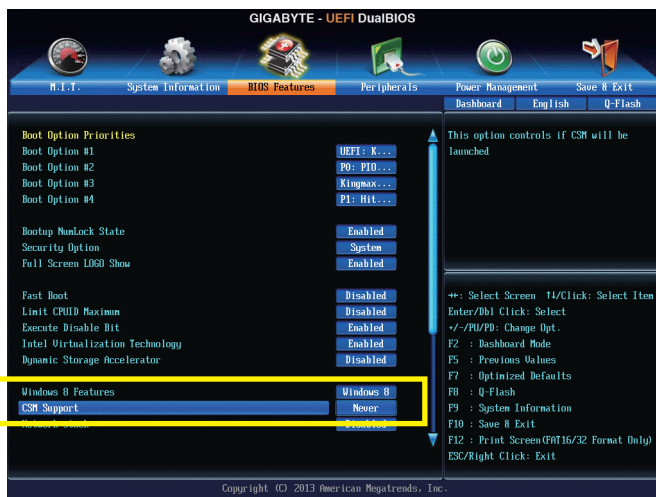 GIGABYTE - UEFI DualBIOS
M.I.T.
System Information
BIOS Features
Peripherals
Power Management
Save & Exit
Dashboard
English
Q-Flash
Boot Option Priorities
Boot Option #1 UEFI: K...
Boot Option #2 P0: PIO...
Boot Option #3 Kingmax...
Boot Option #4 P1: Hit...
Bootup NumLock State Enabled
Security Option System
Full Screen LOGO Show Enabled
Fast Boot Disabled
Limit CPUID Maximum Disabled
Execute Disable Bit Enabled
Intel Virtualization Technology Enabled
Dynamic Storage Accelerator Disabled
Windows 8 Features Windows 8
CSM Support Never
Network Stack Disabled
This option controls if CSM will be
launched
→←: Select Screen ↑↓/Click: Select Item
Enter/Dbl Click: Select
+/-/PU/PD: Change Opt.
F2 : Dashboard Mode
F5 : Previous Values
F7 : Optimized Defaults
F8 : Q-Flash
F9 : System Information
F10 : Save & Exit
F12 : Print Screen(FAT16/32 Format Only)
ESC/Right Click: Exit
Copyright (C) 2013 American Megatrends, Inc.